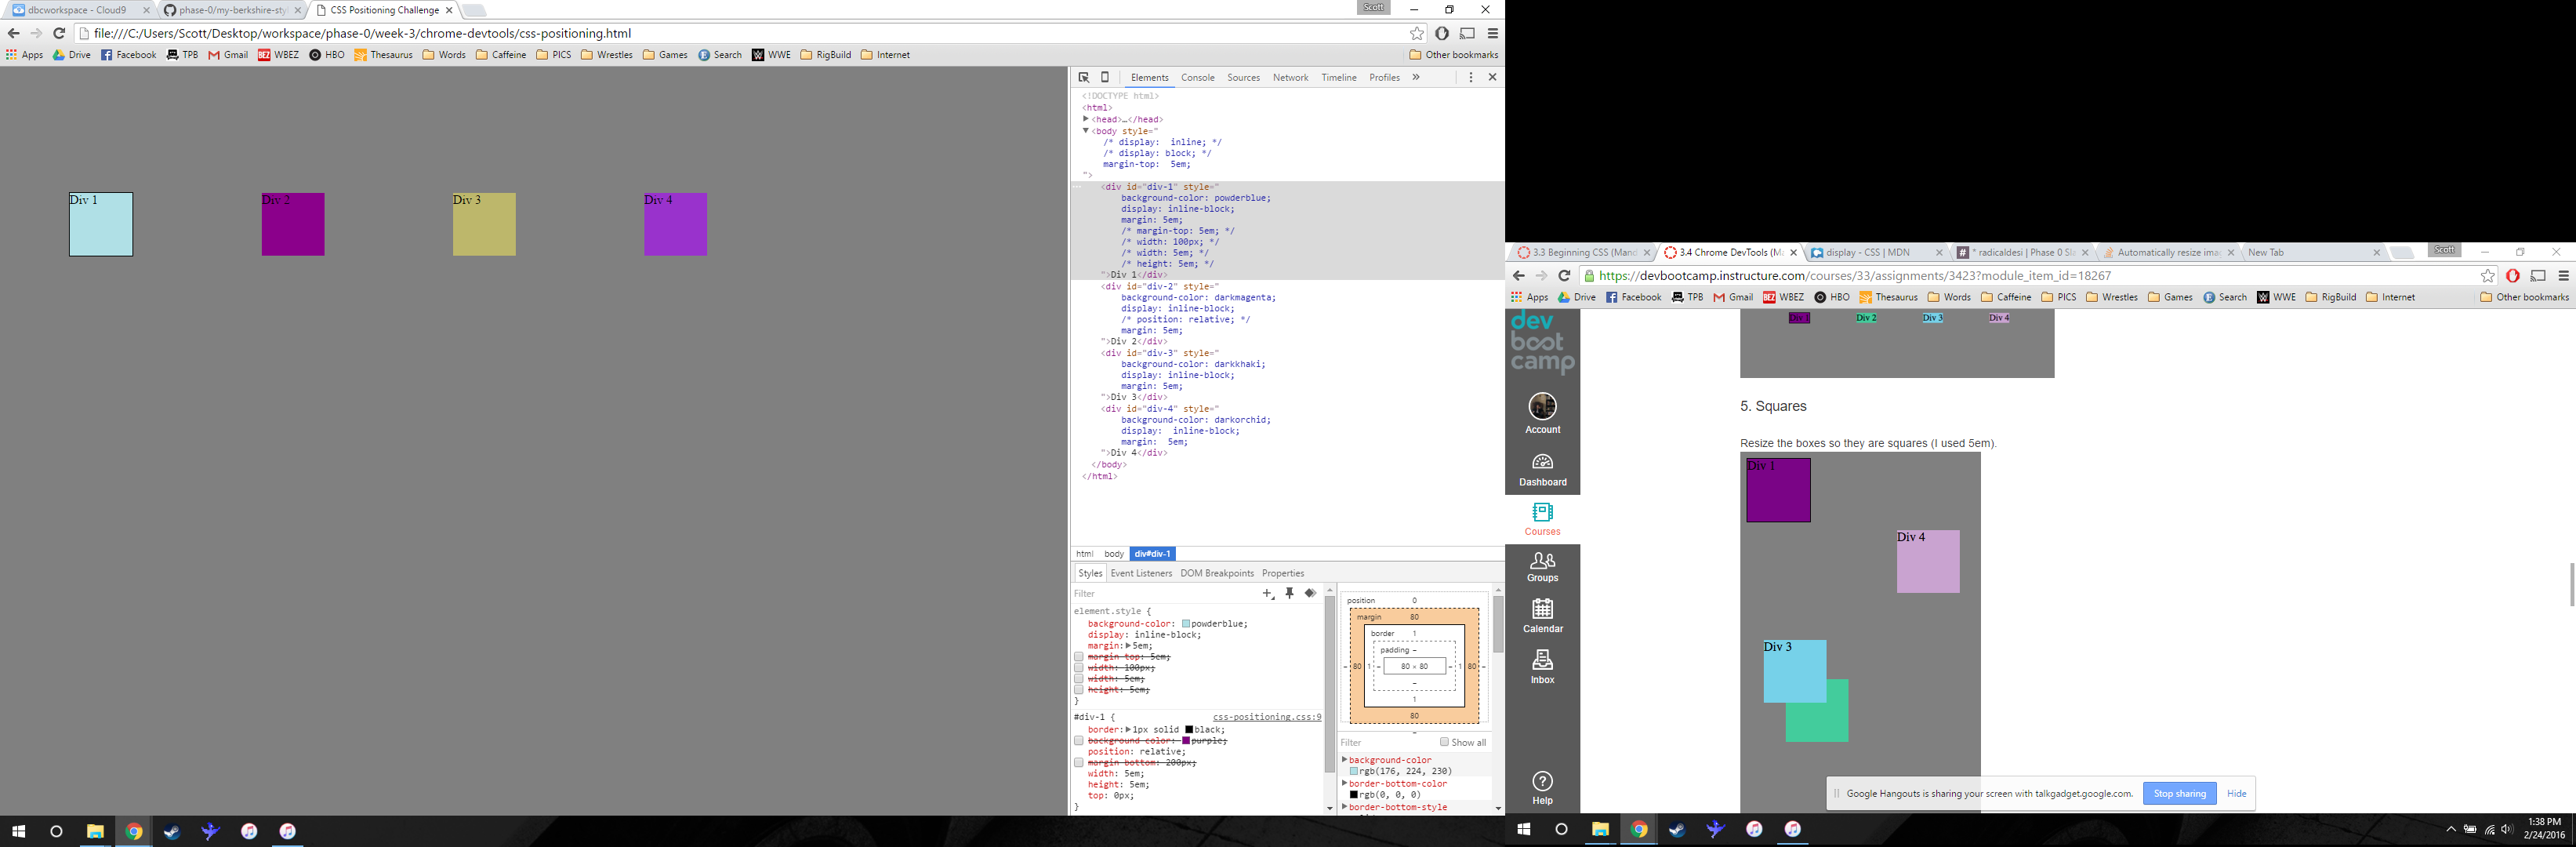 dbcworkspace - Cloud9
phase-0/my-berkshire-sty
CSS Positioning Challenge
Scott
file:///C:/Users/Scott/Desktop/workspace/phase-0/week-3/chrome-devtools/css-positioning.html
Apps Drive Facebook TPB Gmail WBEZ HBO Thesaurus Words Caffeine PICS Wrestles Games Search WWE RigBuild Internet Other bookmarks
Div 1
Div 2
Div 3
Div 4
Elements Console Sources Network Timeline Profiles »
<!DOCTYPE html>
<html>
<head>…</head>
<body style="
/* display:  inline; */
/* display: block; */
margin-top:  5em;
">
<div id="div-1" style="
background-color: powderblue;
display: inline-block;
margin: 5em;
/* margin-top: 5em; */
/* width: 100px; */
/* width: 5em; */
/* height: 5em; */
">Div 1</div>
<div id="div-2" style="
background-color: darkmagenta;
display: inline-block;
/* position: relative; */
margin: 5em;
">Div 2</div>
<div id="div-3" style="
background-color: darkkhaki;
display: inline-block;
margin: 5em;
">Div 3</div>
<div id="div-4" style="
background-color: darkorchid;
display:  inline-block;
margin:  5em;
">Div 4</div>
</body>
</html>
html body div#div-1
Styles Event Listeners DOM Breakpoints Properties
Filter
element.style {
background-color: powderblue;
display: inline-block;
margin: 5em;
margin-top: 5em;
width: 100px;
width: 5em;
height: 5em;
}
#div-1 { css-positioning.css:9
border: 1px solid black;
background-color: purple;
position: relative;
margin-bottom: 200px;
width: 5em;
height: 5em;
top: 0px;
}
position 0
margin 80
border 1
padding -
- 80 1 - 80 × 80 - 1 80 -
-
1
80
-
Filter Show all
background-color
rgb(176, 224, 230)
border-bottom-color
rgb(0, 0, 0)
border-bottom-style
3.3 Beginning CSS (Mand
3.4 Chrome DevTools (Ma
display - CSS | MDN
* radicaldesi | Phase 0 Sla
Automatically resize imag
New Tab
Scott
https://devbootcamp.instructure.com/courses/33/assignments/3423?module_item_id=18267
Apps Drive Facebook TPB Gmail WBEZ HBO Thesaurus Words Caffeine PICS Wrestles Games Search WWE RigBuild Internet Other bookmarks
dev
boot
camp
Account
Dashboard
Courses
Groups
Calendar
Inbox
Help
Div 1 Div 2 Div 3 Div 4
5. Squares
Resize the boxes so they are squares (I used 5em).
Div 1
Div 4
Div 3
Google Hangouts is sharing your screen with talkgadget.google.com. Stop sharing Hide
1:38 PM
2/24/2016